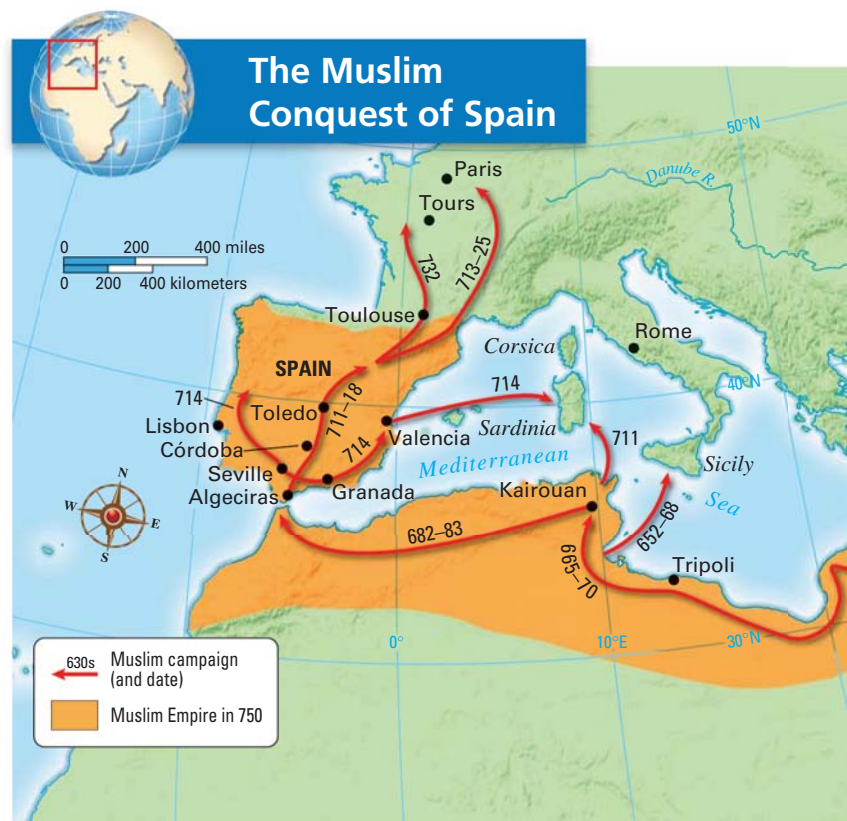 The Muslim
Conquest of Spain
50°N
Danube R.
Paris
Tours
0 200 400 miles
0 200 400 kilometers
732
713–25
Toulouse
Rome
Corsica
SPAIN
40°N
714
714
Toledo
711–18
Lisbon
Valencia
Sardinia
711
Córdoba
714
Mediterranean
Sicily
Seville
Granada
Kairouan
Sea
Algeciras
N
W
E
S
682–83
652–68
665–70
Tripoli
0°
10°E
30°N
630s
Muslim campaign
(and date)
Muslim Empire in 750